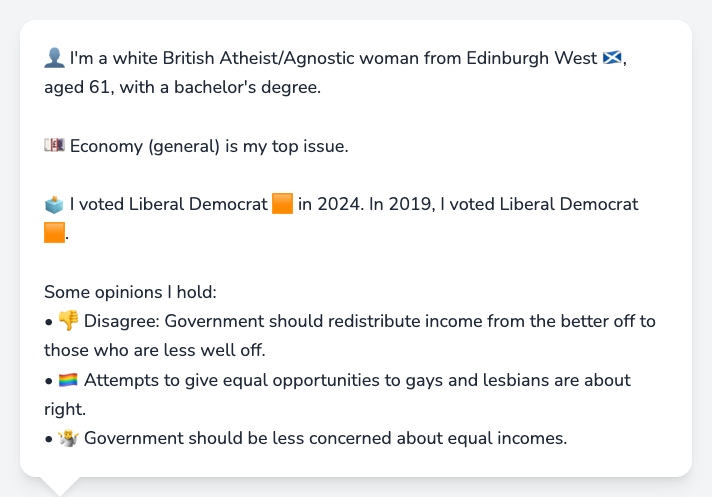 👤 I'm a white British Atheist/Agnostic woman from Edinburgh West 🏴󠁧󠁢󠁳󠁣󠁴󠁿,
aged 61, with a bachelor's degree.
💷 Economy (general) is my top issue.
🗳️ I voted Liberal Democrat 🟧 in 2024. In 2019, I voted Liberal Democrat
🟧.
Some opinions I hold:
• 👎 Disagree: Government should redistribute income from the better off to
those who are less well off.
• 🏳️‍🌈 Attempts to give equal opportunities to gays and lesbians are about
right.
• 🤷‍♀️ Government should be less concerned about equal incomes.